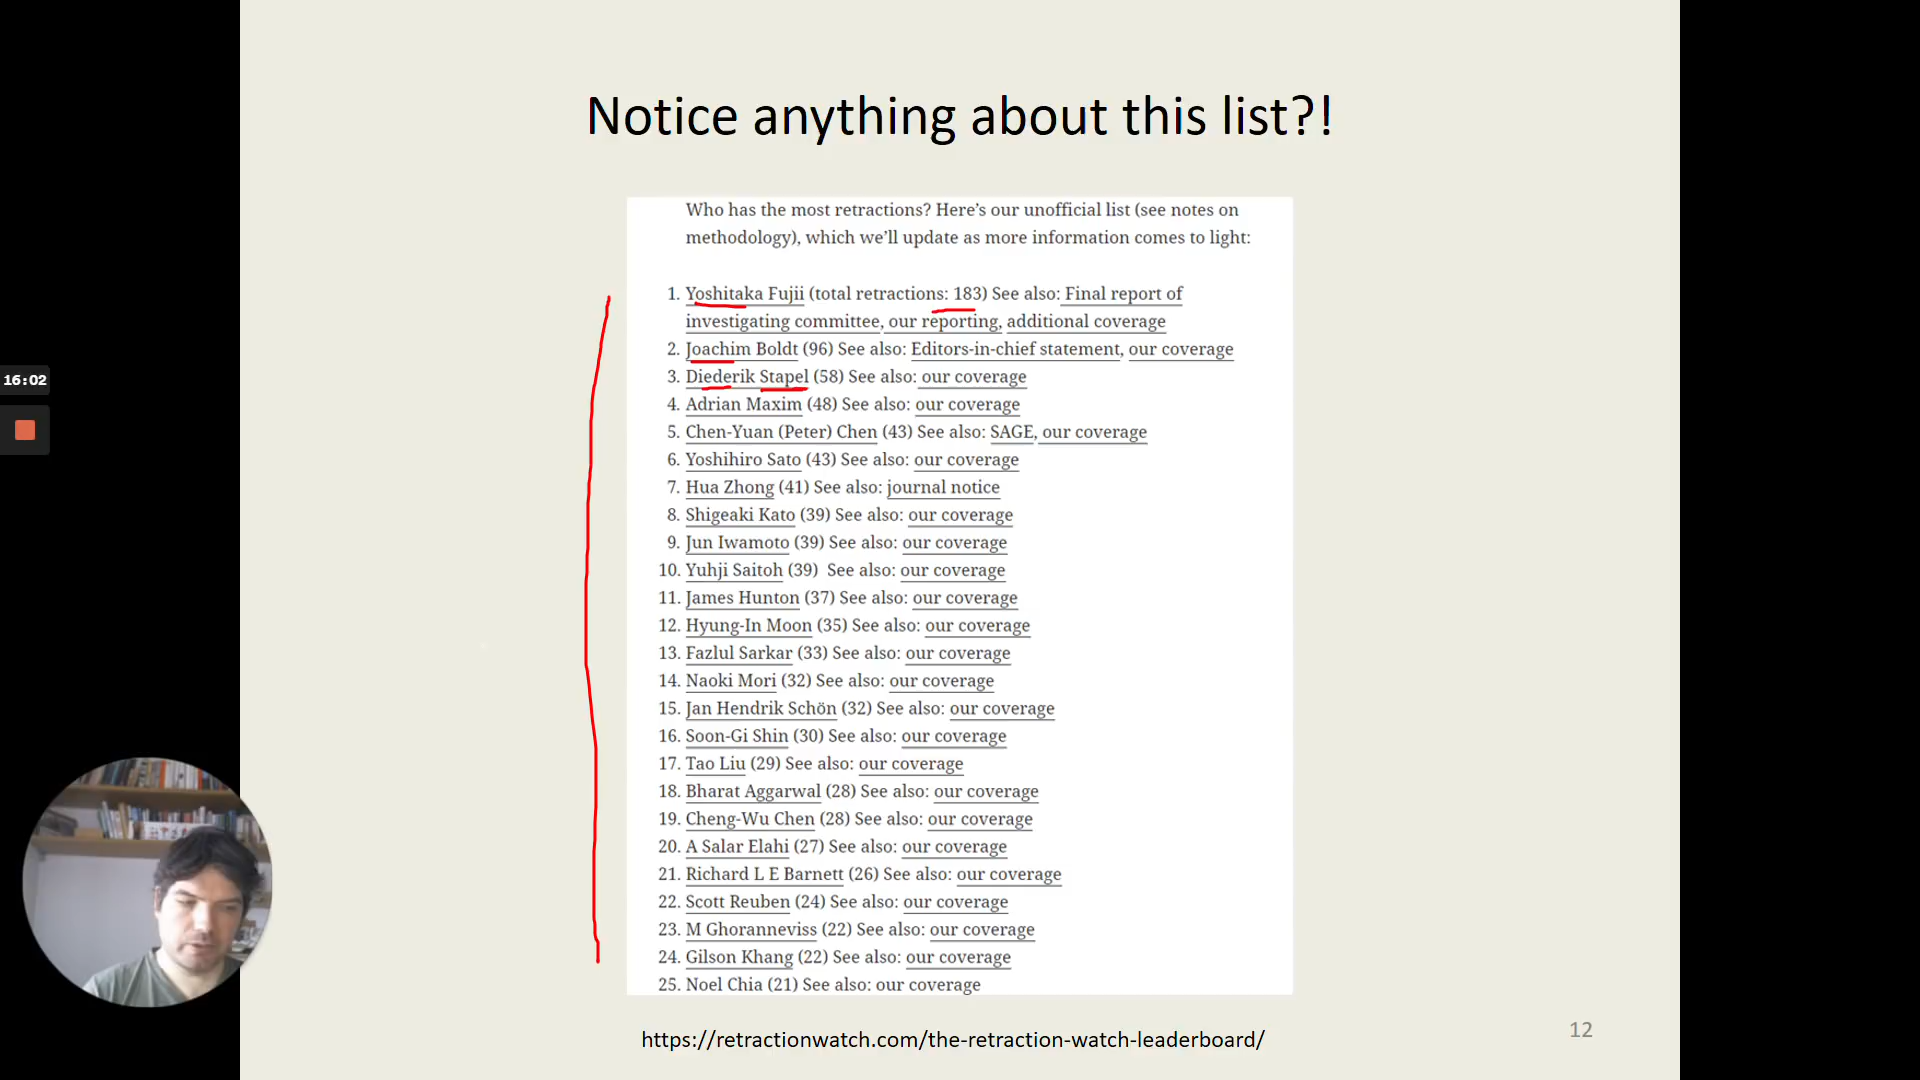 Notice anything about this list?!
Who has the most retractions? Here's our unofficial list (see notes on
methodology), which we'll update as more information comes to light:
1. Yoshitaka Fujii (total retractions: 183) See also: Final report of
investigating committee, our reporting, additional coverage
2. Joachim Boldt (96) See also: Editors-in-chief statement, our coverage
3. Diederik Stapel (58) See also: our coverage
4. Adrian Maxim (48) See also: our coverage
5. Chen-Yuan (Peter) Chen (43) See also: SAGE, our coverage
6. Yoshihiro Sato (43) See also: our coverage
7. Hua Zhong (41) See also: journal notice
8. Shigeaki Kato (39) See also: our coverage
9. Jun Iwamoto (39) See also: our coverage
10. Yuhji Saitoh (39) See also: our coverage
11. James Hunton (37) See also: our coverage
12. Hyung-In Moon (35) See also: our coverage
13. Fazlul Sarkar (33) See also: our coverage
14. Naoki Mori (32) See also: our coverage
15. Jan Hendrik Schön (32) See also: our coverage
16. Soon-Gi Shin (30) See also: our coverage
17. Tao Liu (29) See also: our coverage
18. Bharat Aggarwal (28) See also: our coverage
19. Cheng-Wu Chen (28) See also: our coverage
20. A Salar Elahi (27) See also: our coverage
21. Richard L E Barnett (26) See also: our coverage
22. Scott Reuben (24) See also: our coverage
23. M Ghoranneviss (22) See also: our coverage
24. Gilson Khang (22) See also: our coverage
25. Noel Chia (21) See also: our coverage
https://retractionwatch.com/the-retraction-watch-leaderboard/
12
16:02